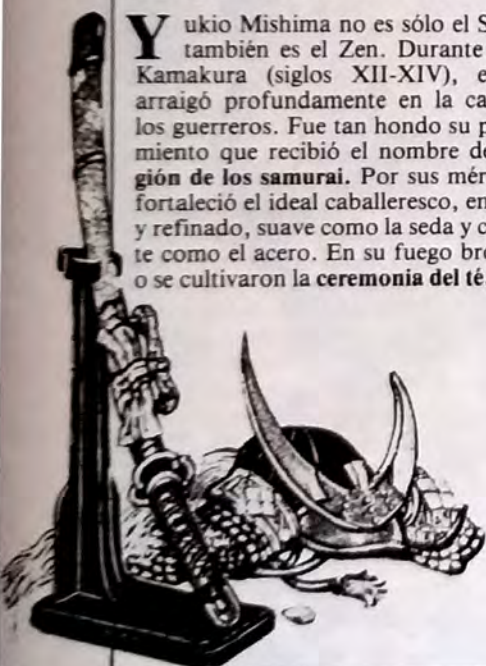 Yukio Mishima no es sólo el S
también es el Zen. Durante
Kamakura (siglos XII-XIV), e
arraigó profundamente en la ca
los guerreros. Fue tan hondo su p
miento que recibió el nombre de
gión de los samurai. Por sus mér
fortaleció el ideal caballeresco, en
y refinado, suave como la seda y c
te como el acero. En su fuego bro
o se cultivaron la ceremonia del té